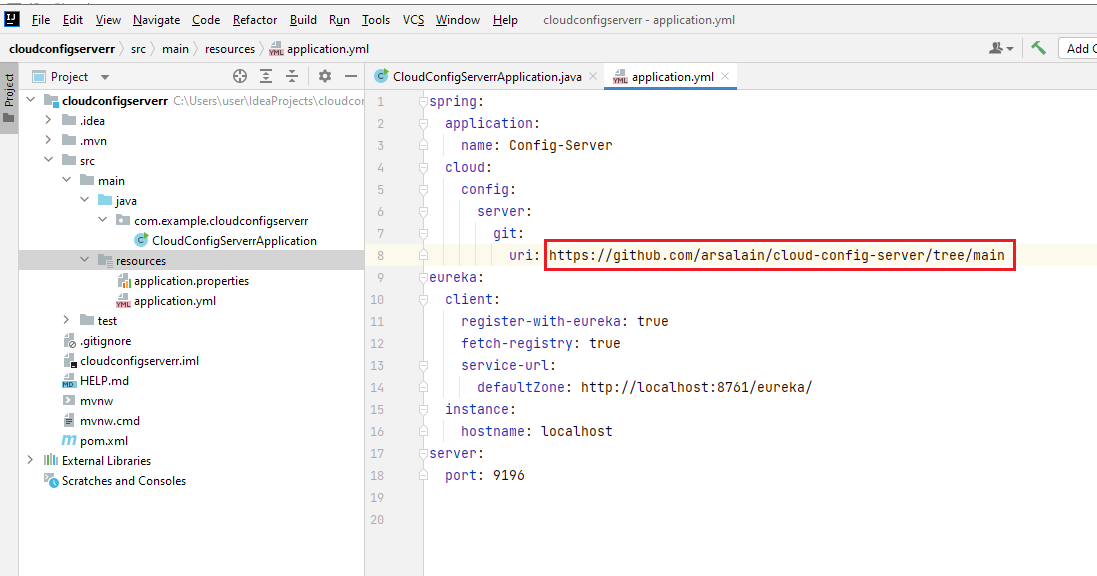 File Edit View Navigate Code Refactor Build Run Tools VCS Window Help cloudconfigserverr - application.yml
cloudconfigserverr src main resources application.yml
Add C
Project
Project
CloudConfigServerrApplication.java
application.yml
cloudconfigserverr C:\Users\user\IdeaProjects\cloudcor
.idea
.mvn
src
main
java
com.example.cloudconfigserverr
CloudConfigServerrApplication
resources
application.properties
application.yml
test
.gitignore
cloudconfigserverr.iml
HELP.md
mvnw
mvnw.cmd
pom.xml
External Libraries
Scratches and Consoles
1 spring:
2 application:
3 name: Config-Server
4 cloud:
5 config:
6 server:
7 git:
8 uri: https://github.com/arsalain/cloud-config-server/tree/main
9 eureka:
10 client:
11 register-with-eureka: true
12 fetch-registry: true
13 service-url:
14 defaultZone: http://localhost:8761/eureka/
15 instance:
16 hostname: localhost
17 server:
18 port: 9196
19
20